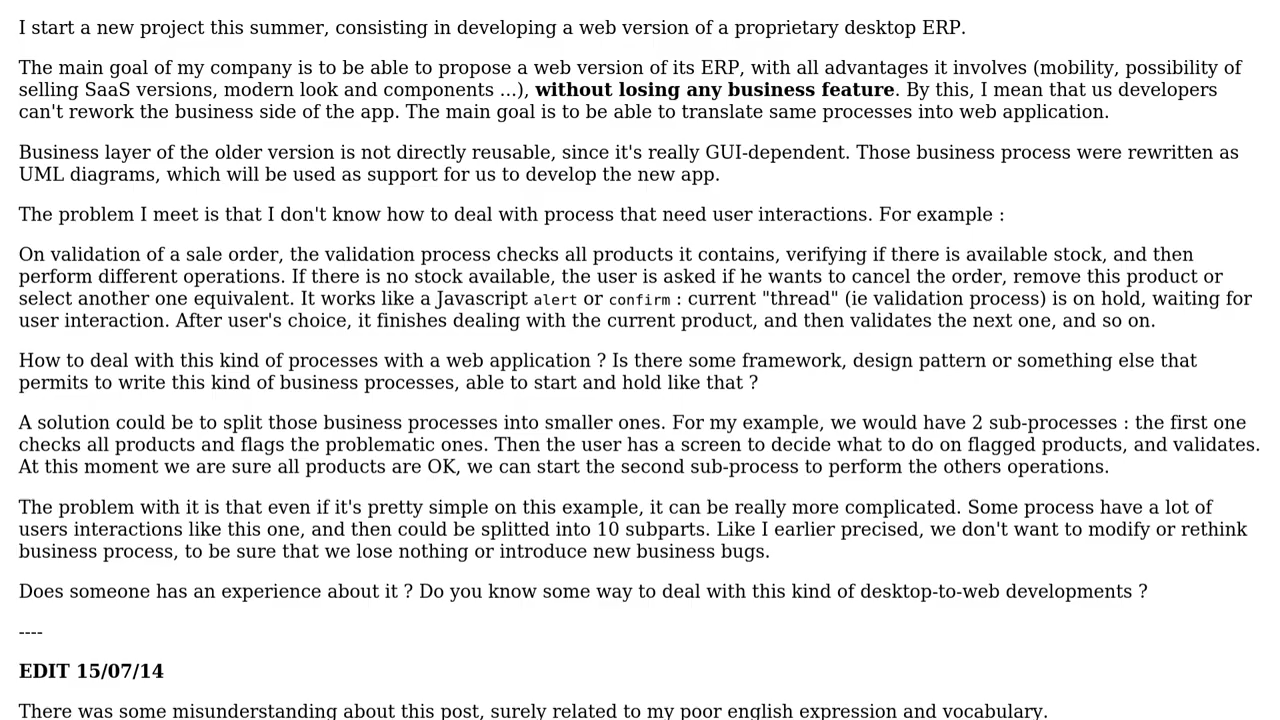 I start a new project this summer, consisting in developing a web version of a proprietary desktop ERP.
The main goal of my company is to be able to propose a web version of its ERP, with all advantages it involves (mobility, possibility of
selling SaaS versions, modern look and components ...), without losing any business feature. By this, I mean that us developers
can't rework the business side of the app. The main goal is to be able to translate same processes into web application.
Business layer of the older version is not directly reusable, since it's really GUI-dependent. Those business process were rewritten as
UML diagrams, which will be used as support for us to develop the new app.
The problem I meet is that I don't know how to deal with process that need user interactions. For example :
On validation of a sale order, the validation process checks all products it contains, verifying if there is available stock, and then
perform different operations. If there is no stock available, the user is asked if he wants to cancel the order, remove this product or
select another one equivalent. It works like a Javascript alert or confirm : current "thread" (ie validation process) is on hold, waiting for
user interaction. After user's choice, it finishes dealing with the current product, and then validates the next one, and so on.
How to deal with this kind of processes with a web application ? Is there some framework, design pattern or something else that
permits to write this kind of business processes, able to start and hold like that ?
A solution could be to split those business processes into smaller ones. For my example, we would have 2 sub-processes : the first one
checks all products and flags the problematic ones. Then the user has a screen to decide what to do on flagged products, and validates.
At this moment we are sure all products are OK, we can start the second sub-process to perform the others operations.
The problem with it is that even if it's pretty simple on this example, it can be really more complicated. Some process have a lot of
users interactions like this one, and then could be splitted into 10 subparts. Like I earlier precised, we don't want to modify or rethink
business process, to be sure that we lose nothing or introduce new business bugs.
Does someone has an experience about it ? Do you know some way to deal with this kind of desktop-to-web developments ?
----
EDIT 15/07/14
There was some misunderstanding about this post, surely related to my poor english expression and vocabulary.